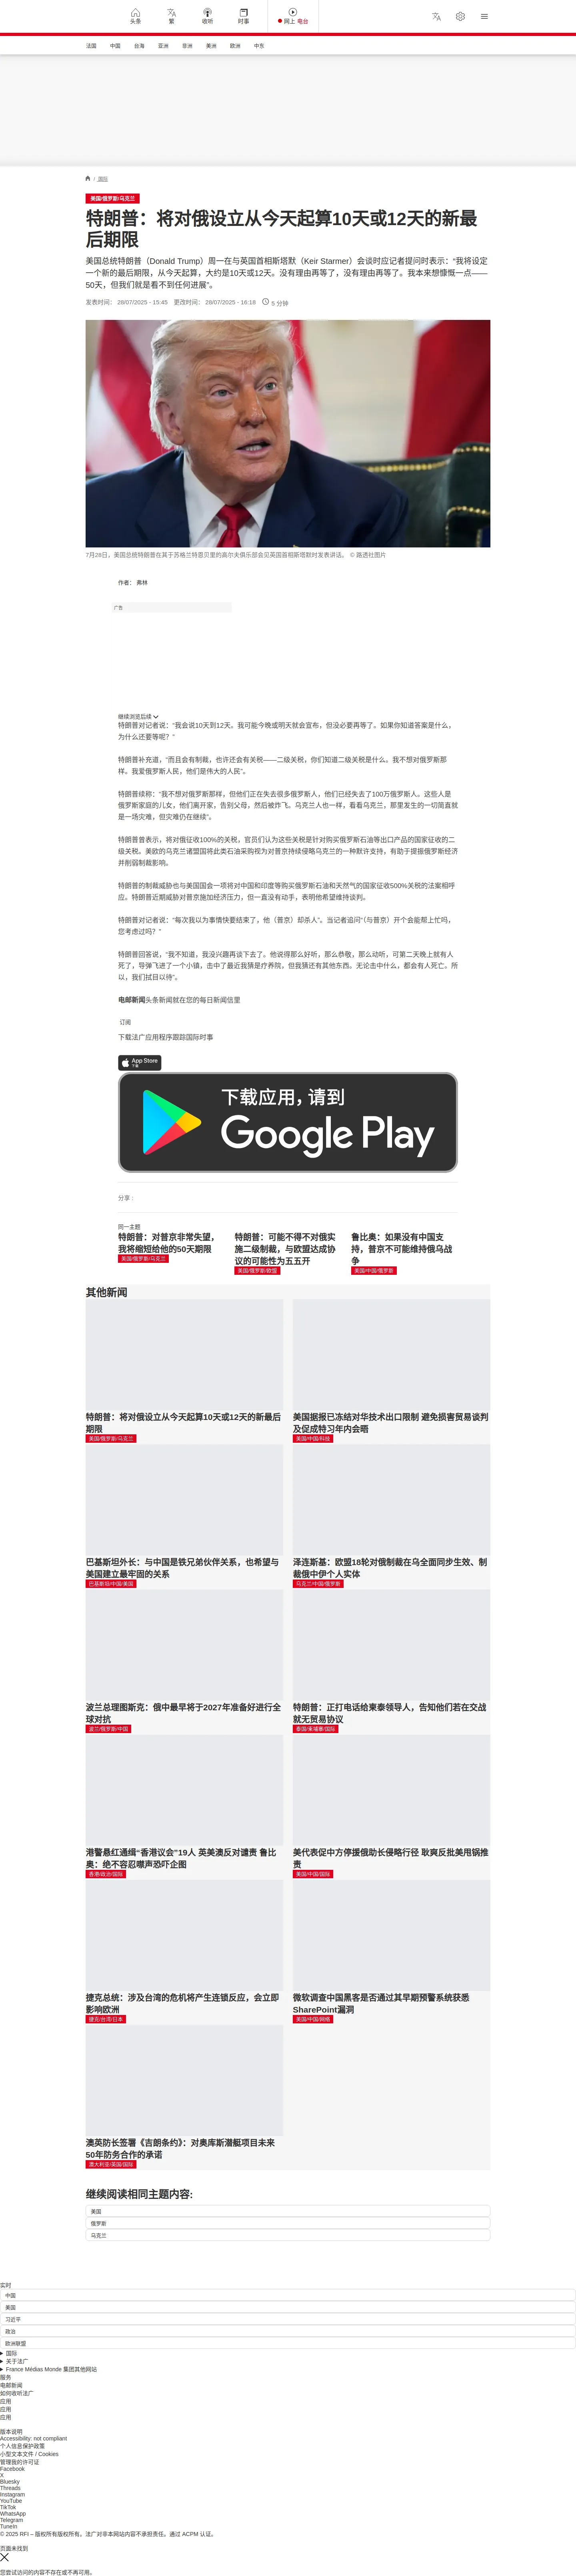 头条
繁
收听
时事
网上 电台
法国 中国 台海 亚洲 非洲 美洲 欧洲 中东
/ 国际
美国/俄罗斯/乌克兰
特朗普：将对俄设立从今天起算10天或12天的新最
后期限
美国总统特朗普（Donald Trump）周一在与英国首相斯塔默（Keir Starmer）会谈时应记者提问时表示：“我将设定
一个新的最后期限，从今天起算，大约是10天或12天。没有理由再等了，没有理由再等了。我本来想慷慨一点——
50天，但我们就是看不到任何进展”。
发表时间： 28/07/2025 - 15:45 更改时间： 28/07/2025 - 16:18 5 分钟
7月28日，美国总统特朗普在其于苏格兰特恩贝里的高尔夫俱乐部会见英国首相斯塔默时发表讲话。 © 路透社图片
作者： 弗林
广告
继续浏览后续
特朗普对记者说：“我会说10天到12天。我可能今晚或明天就会宣布，但没必要再等了。如果你知道答案是什么，
为什么还要等呢？”
特朗普补充道，“而且会有制裁，也许还会有关税——二级关税，你们知道二级关税是什么。我不想对俄罗斯那
样。我爱俄罗斯人民，他们是伟大的人民”。
特朗普续称：“我不想对俄罗斯那样，但他们正在失去很多俄罗斯人，他们已经失去了100万俄罗斯人。这些人是
俄罗斯家庭的儿女，他们离开家，告别父母，然后被炸飞。乌克兰人也一样，看看乌克兰，那里发生的一切简直就
是一场灾难，但灾难仍在继续”。
特朗普曾表示，将对俄征收100%的关税，官员们认为这些关税是针对购买俄罗斯石油等出口产品的国家征收的二
级关税。美欧的乌克兰诸盟国将此类石油采购视为对普京持续侵略乌克兰的一种默许支持，有助于提振俄罗斯经济
并削弱制裁影响。
特朗普的制裁威胁也与美国国会一项将对中国和印度等购买俄罗斯石油和天然气的国家征收500%关税的法案相呼
应。特朗普近期威胁对普京施加经济压力，但一直没有动手，表明他希望维持谈判。
特朗普对记者说：“每次我以为事情快要结束了，他（普京）却杀人”。当记者追问“（与普京）开个会能帮上忙吗，
您考虑过吗？”
特朗普回答说，“我不知道，我没兴趣再谈下去了。他说得那么好听，那么恭敬，那么动听，可第二天晚上就有人
死了，导弹飞进了一个小镇，击中了最近我猜是疗养院，但我猜还有其他东西。无论击中什么，都会有人死亡。所
以，我们拭目以待”。
电邮新闻头条新闻就在您的每日新闻信里
订阅
下载法广应用程序跟踪国际时事
App Store
下载
下载应用，请到
Google Play
分享 :
同一主题
特朗普：对普京非常失望，
我将缩短给他的50天期限
美国/俄罗斯/乌克兰
特朗普：可能不得不对俄实
施二级制裁，与欧盟达成协
议的可能性为五五开
美国/俄罗斯/欧盟
鲁比奥：如果没有中国支
持，普京不可能维持俄乌战
争
美国/中国/俄罗斯
其他新闻
特朗普：将对俄设立从今天起算10天或12天的新最后
期限
美国/俄罗斯/乌克兰
美国据报已冻结对华技术出口限制 避免损害贸易谈判
及促成特习年内会晤
美国/中国/科技
巴基斯坦外长：与中国是铁兄弟伙伴关系，也希望与
美国建立最牢固的关系
巴基斯坦/中国/美国
泽连斯基：欧盟18轮对俄制裁在乌全面同步生效、制
裁俄中伊个人实体
乌克兰/中国/俄罗斯
波兰总理图斯克：俄中最早将于2027年准备好进行全
球对抗
波兰/俄罗斯/中国
特朗普：正打电话给柬泰领导人，告知他们若在交战
就无贸易协议
泰国/柬埔寨/国际
港警悬红通缉“香港议会”19人 英美澳反对谴责 鲁比
奥：绝不容忍噤声恐吓企图
香港/政治/国际
美代表促中方停援俄助长侵略行径 耿爽反批美甩锅推
责
美国/中国/国际
捷克总统：涉及台湾的危机将产生连锁反应，会立即
影响欧洲
捷克/台湾/日本
微软调查中国黑客是否通过其早期预警系统获悉
SharePoint漏洞
美国/中国/网络
澳英防长签署《吉朗条约》：对奥库斯潜艇项目未来
50年防务合作的承诺
澳大利亚/英国/国际
继续阅读相同主题内容:
美国
俄罗斯
乌克兰
实时
中国
美国
习近平
政治
欧洲联盟
国际
关于法广
France Médias Monde 集团其他网站
服务
电邮新闻
如何收听法广
应用
应用
应用
版本说明
Accessibility: not compliant
个人信息保护政策
小型文本文件 / Cookies
管理我的许可证
Facebook
X
Bluesky
Threads
Instagram
YouTube
TikTok
WhatsApp
Telegram
TuneIn
© 2025 RFI – 版权所有版权所有。法广对非本网站内容不承担责任。通过 ACPM 认证。
页面未找到
您尝试访问的内容不存在或不再可用。